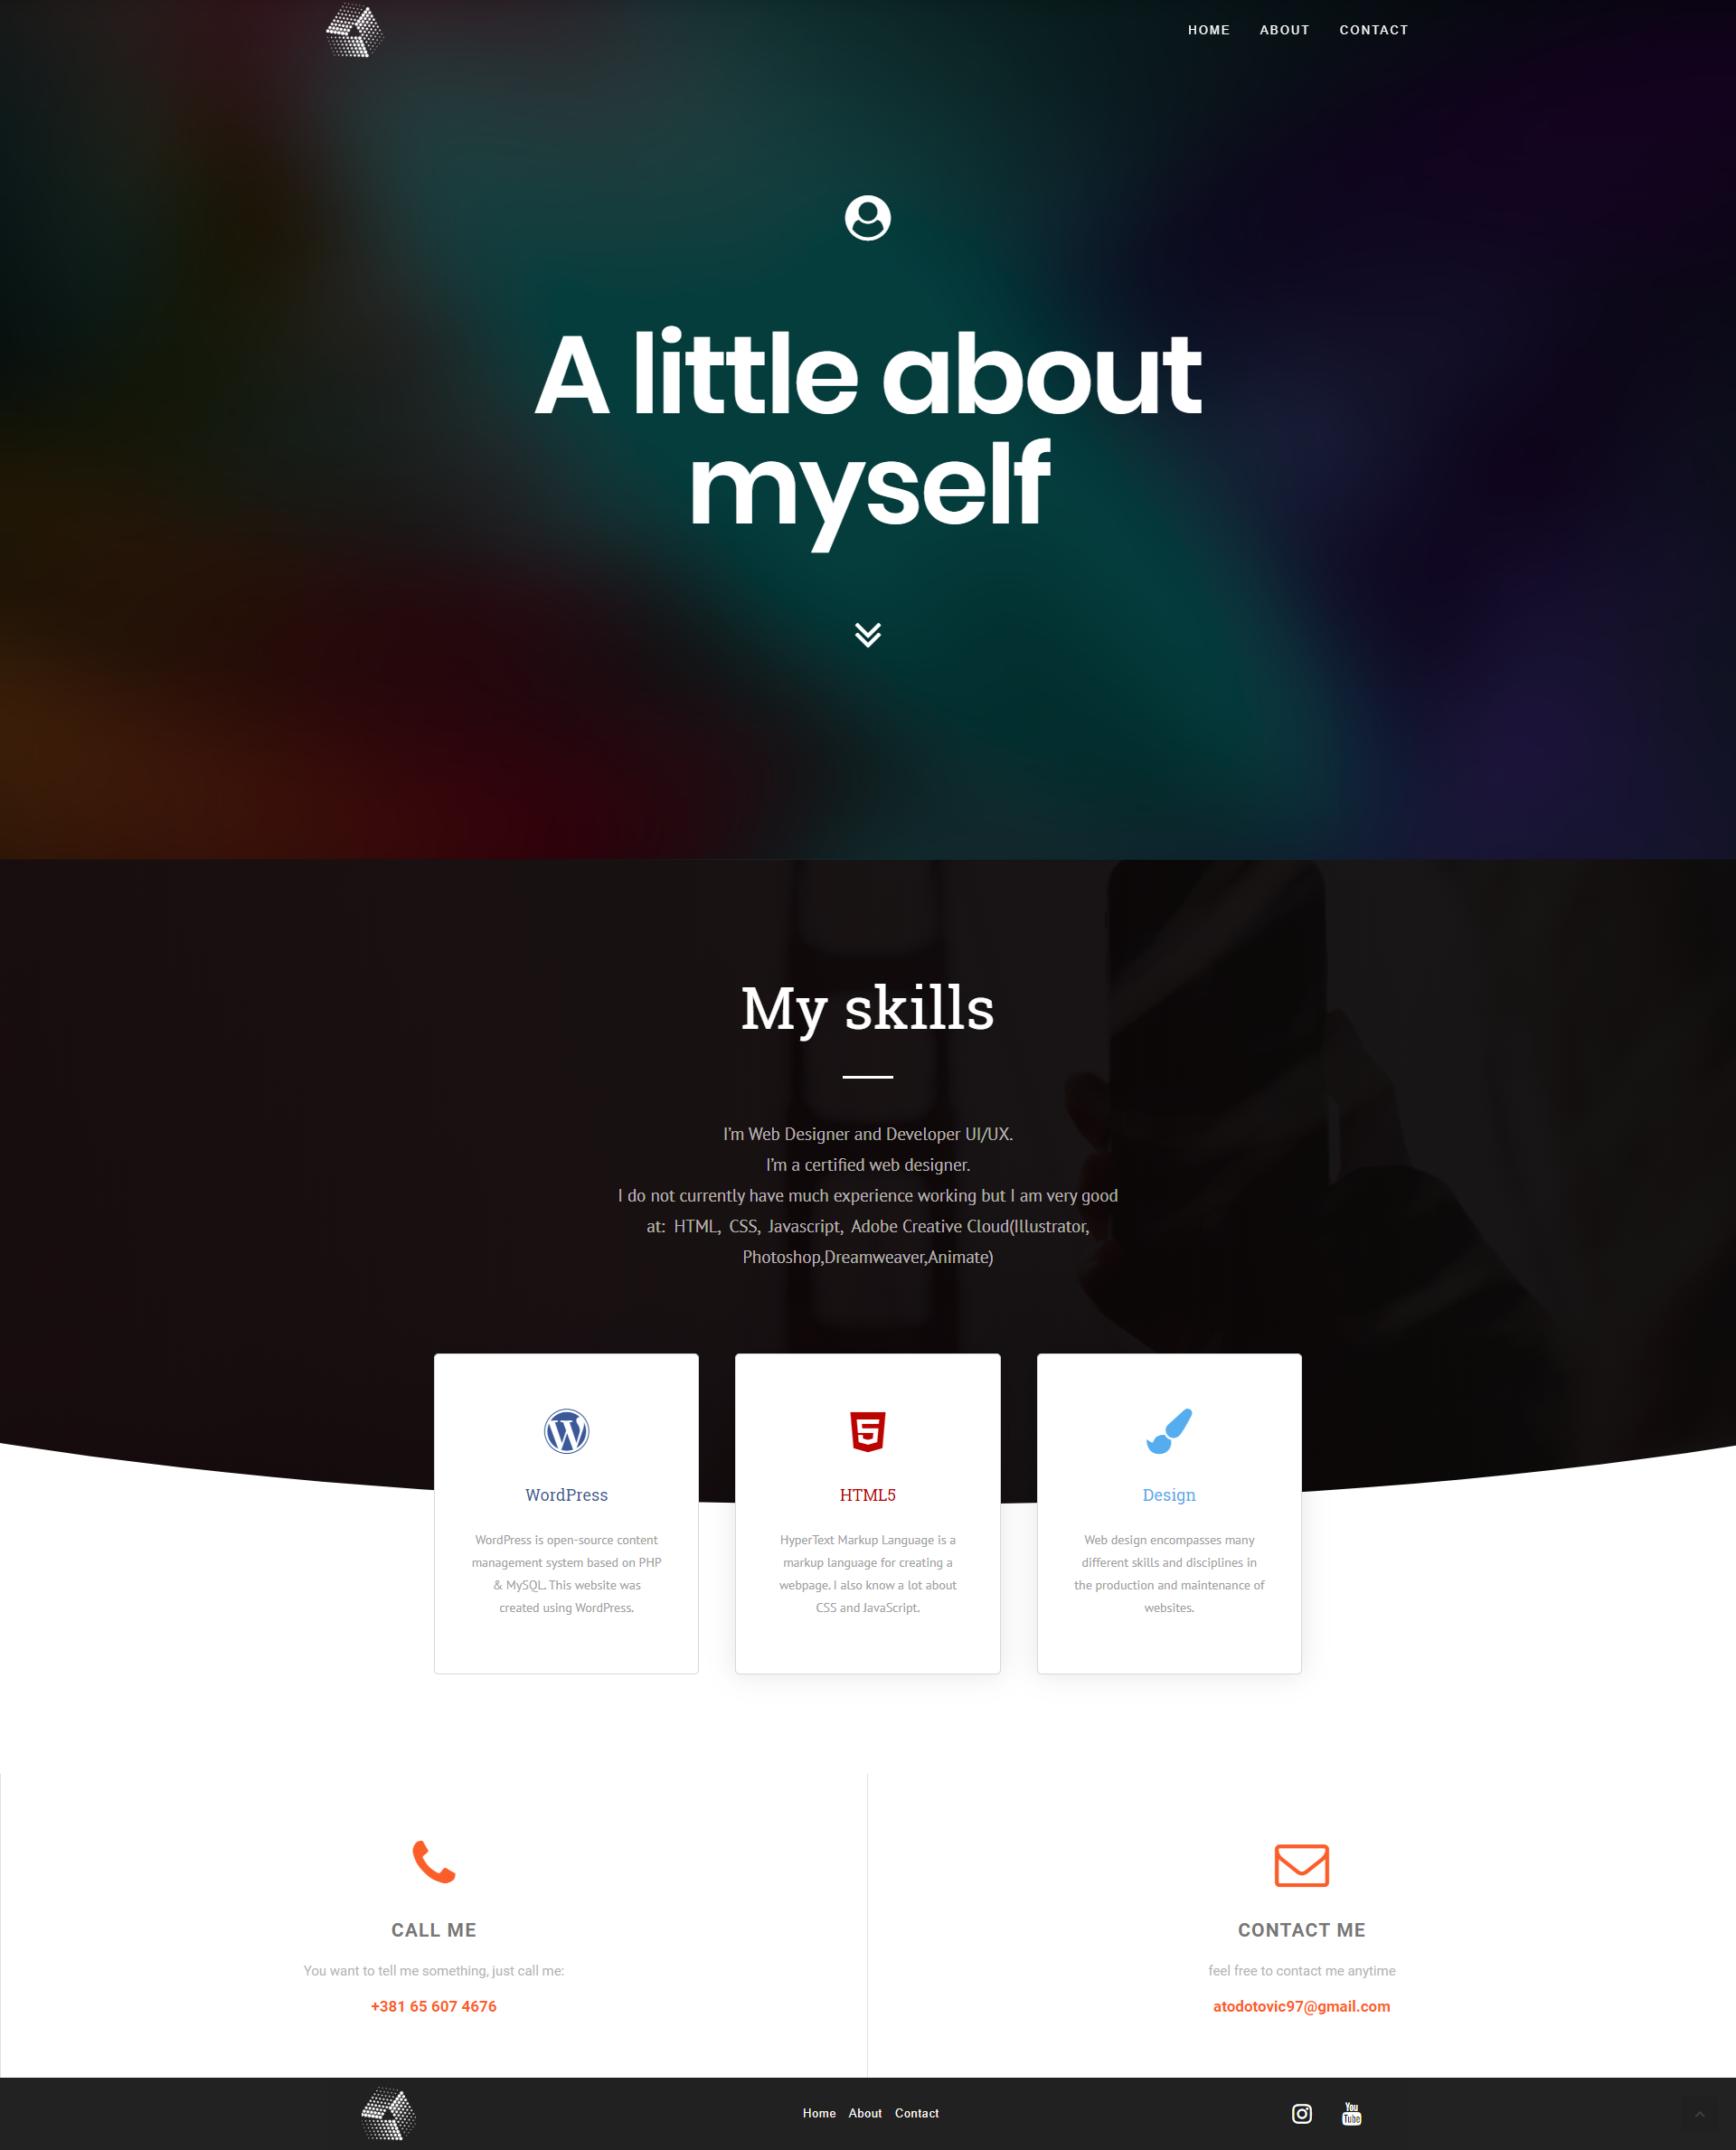 HOME ABOUT CONTACT
A little about
myself
My skills
I'm Web Designer and Developer UI/UX.
I'm a certified web designer.
I do not currently have much experience working but I am very good
at: HTML, CSS, Javascript, Adobe Creative Cloud(Illustrator,
Photoshop,Dreamweaver,Animate)
WordPress
WordPress is open-source content
management system based on PHP
& MySQL. This website was
created using WordPress.
HTML5
HyperText Markup Language is a
markup language for creating a
webpage. I also know a lot about
CSS and JavaScript.
Design
Web design encompasses many
different skills and disciplines in
the production and maintenance of
websites.
CALL ME
You want to tell me something, just call me:
+381 65 607 4676
CONTACT ME
feel free to contact me anytime
atodotovic97@gmail.com
Home About Contact
You
Tube